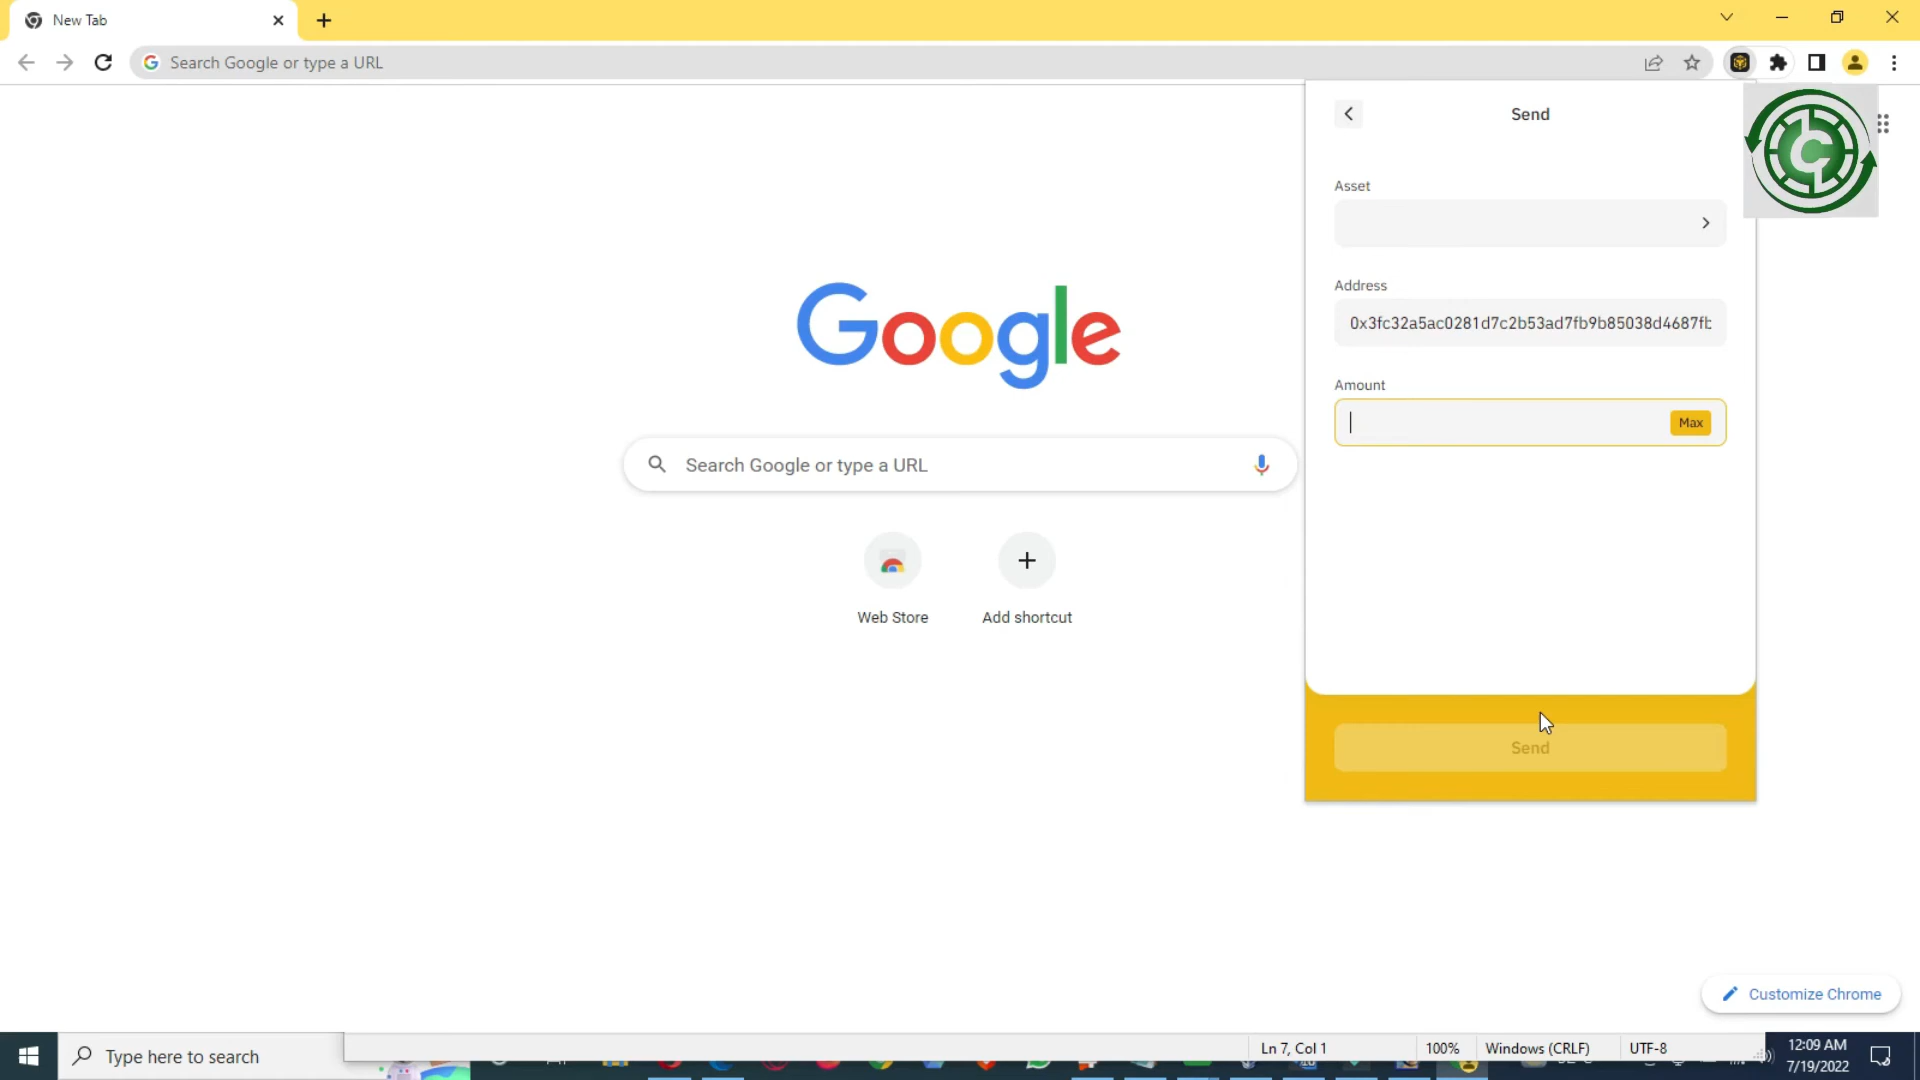 New Tab
Search Google or type a URL
Send
Asset
Address
0x3fc32a5ac0281d7c2b53ad7fb9b85038d4687fb
Amount
Max
Google
Search Google or type a URL
Web Store
Add shortcut
Send
Customize Chrome
Type here to search
Ln 7, Col 1
100%
Windows (CRLF)
UTF-8
12:09 AM
7/19/2022